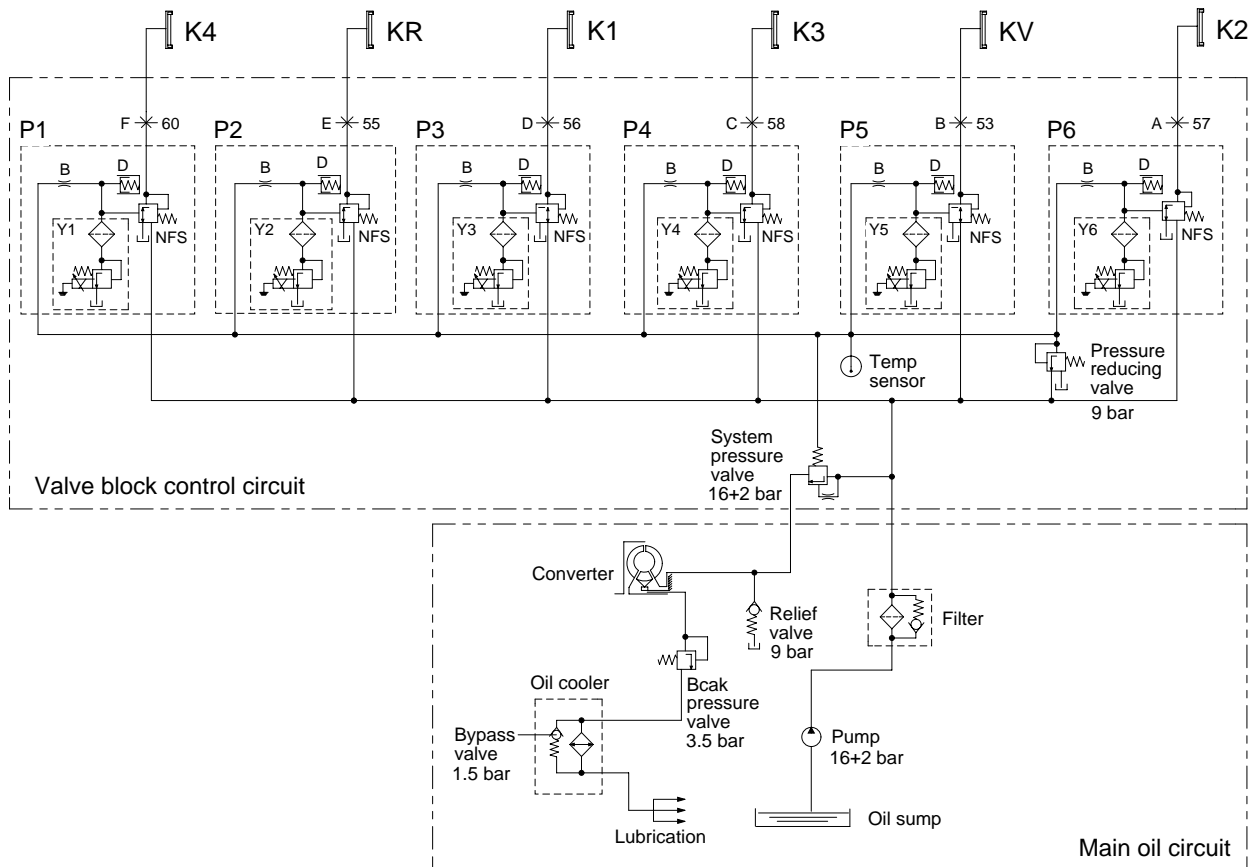 K4
KR
K1
K3
KV
K2
P1
F 60
P2
E 55
P3
D 56
P4
C 58
P5
B 53
P6
A 57
B
D
B
D
B
D
B
D
B
D
B
D
Y1
NFS
Y2
NFS
Y3
NFS
Y4
NFS
Y5
NFS
Y6
NFS
Temp
sensor
Pressure
reducing
valve
9 bar
System
pressure
valve
16+2 bar
Valve block control circuit
Converter
Relief
valve
9 bar
Filter
Oil cooler
Bcak
pressure
valve
3.5 bar
Bypass
valve
1.5 bar
Pump
16+2 bar
Lubrication
Oil sump
Main oil circuit